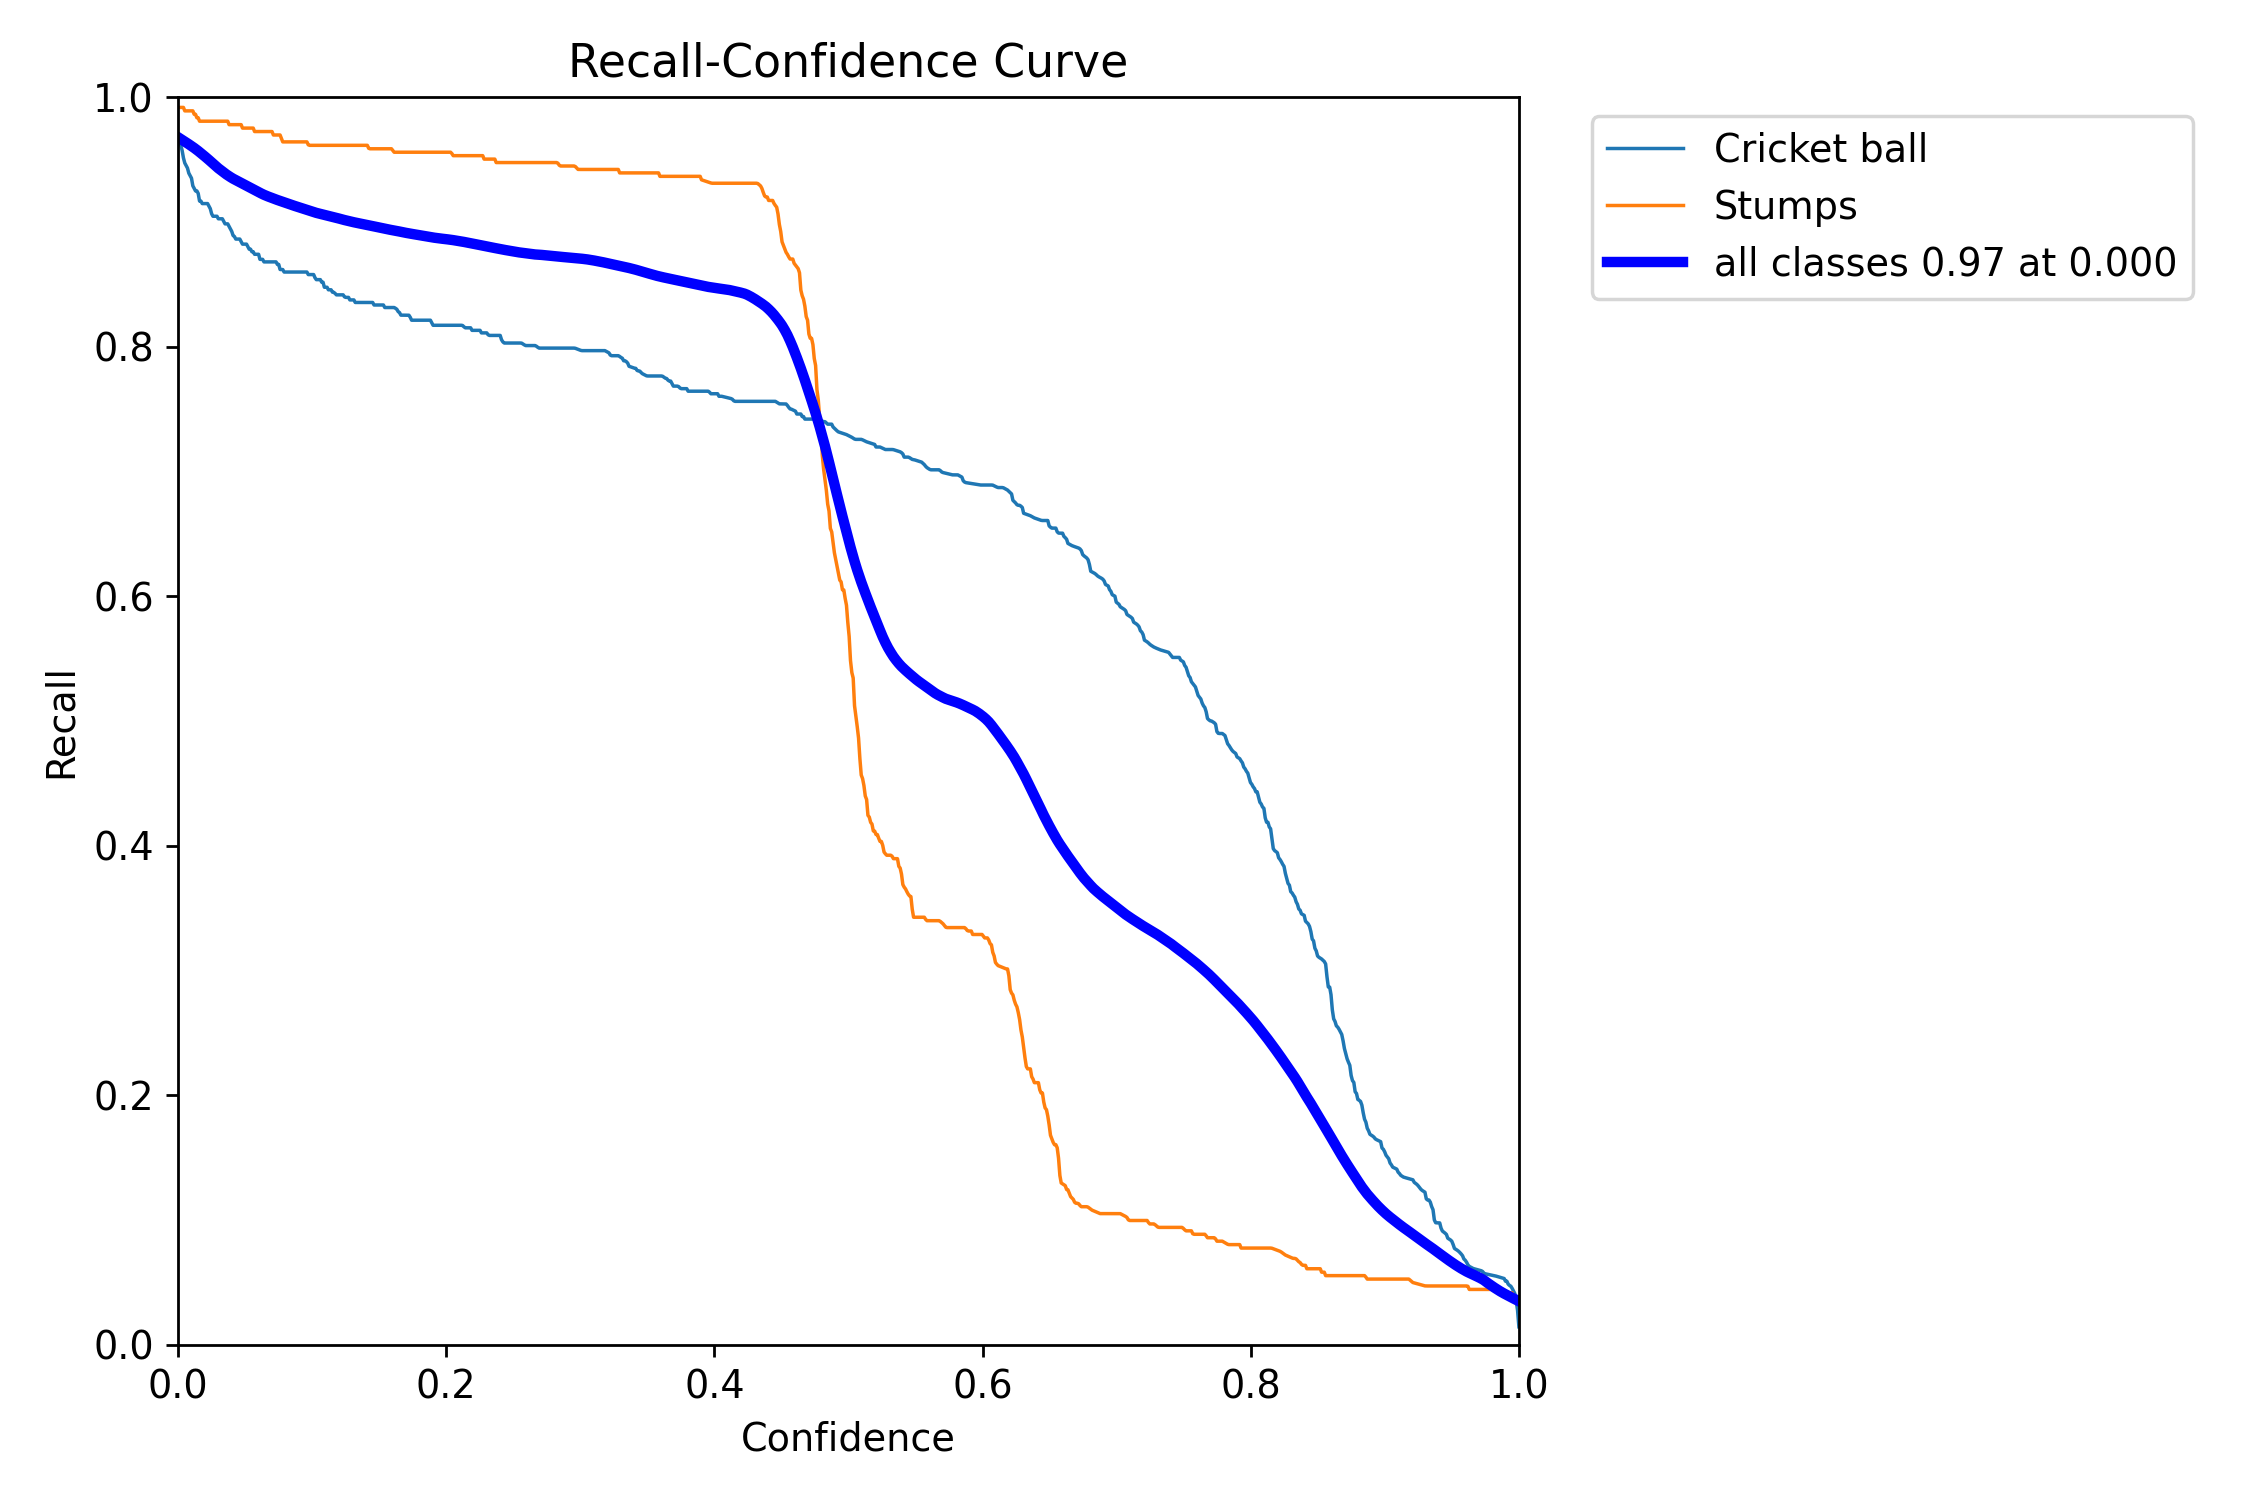 Recall-Confidence Curve
1.0
0.8
0.6
0.4
0.2
0.0
Recall
0.0 0.2 0.4 0.6 0.8 1.0
Confidence
Cricket ball
Stumps
all classes 0.97 at 0.000